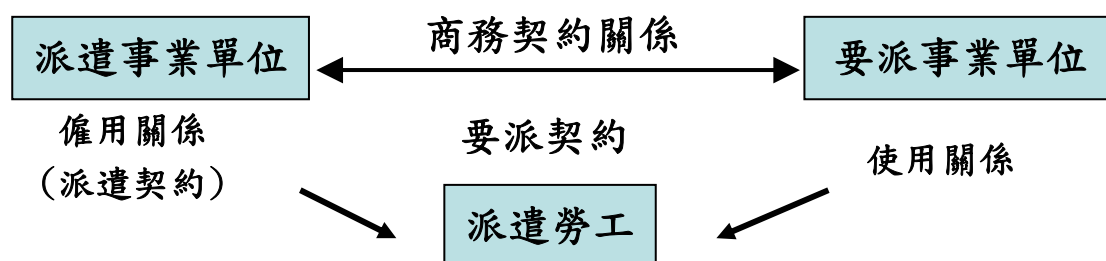 商務契約關係
派遣事業單位
要派事業單位
僱用關係
(派遣契約)
要派契約
使用關係
派遣勞工